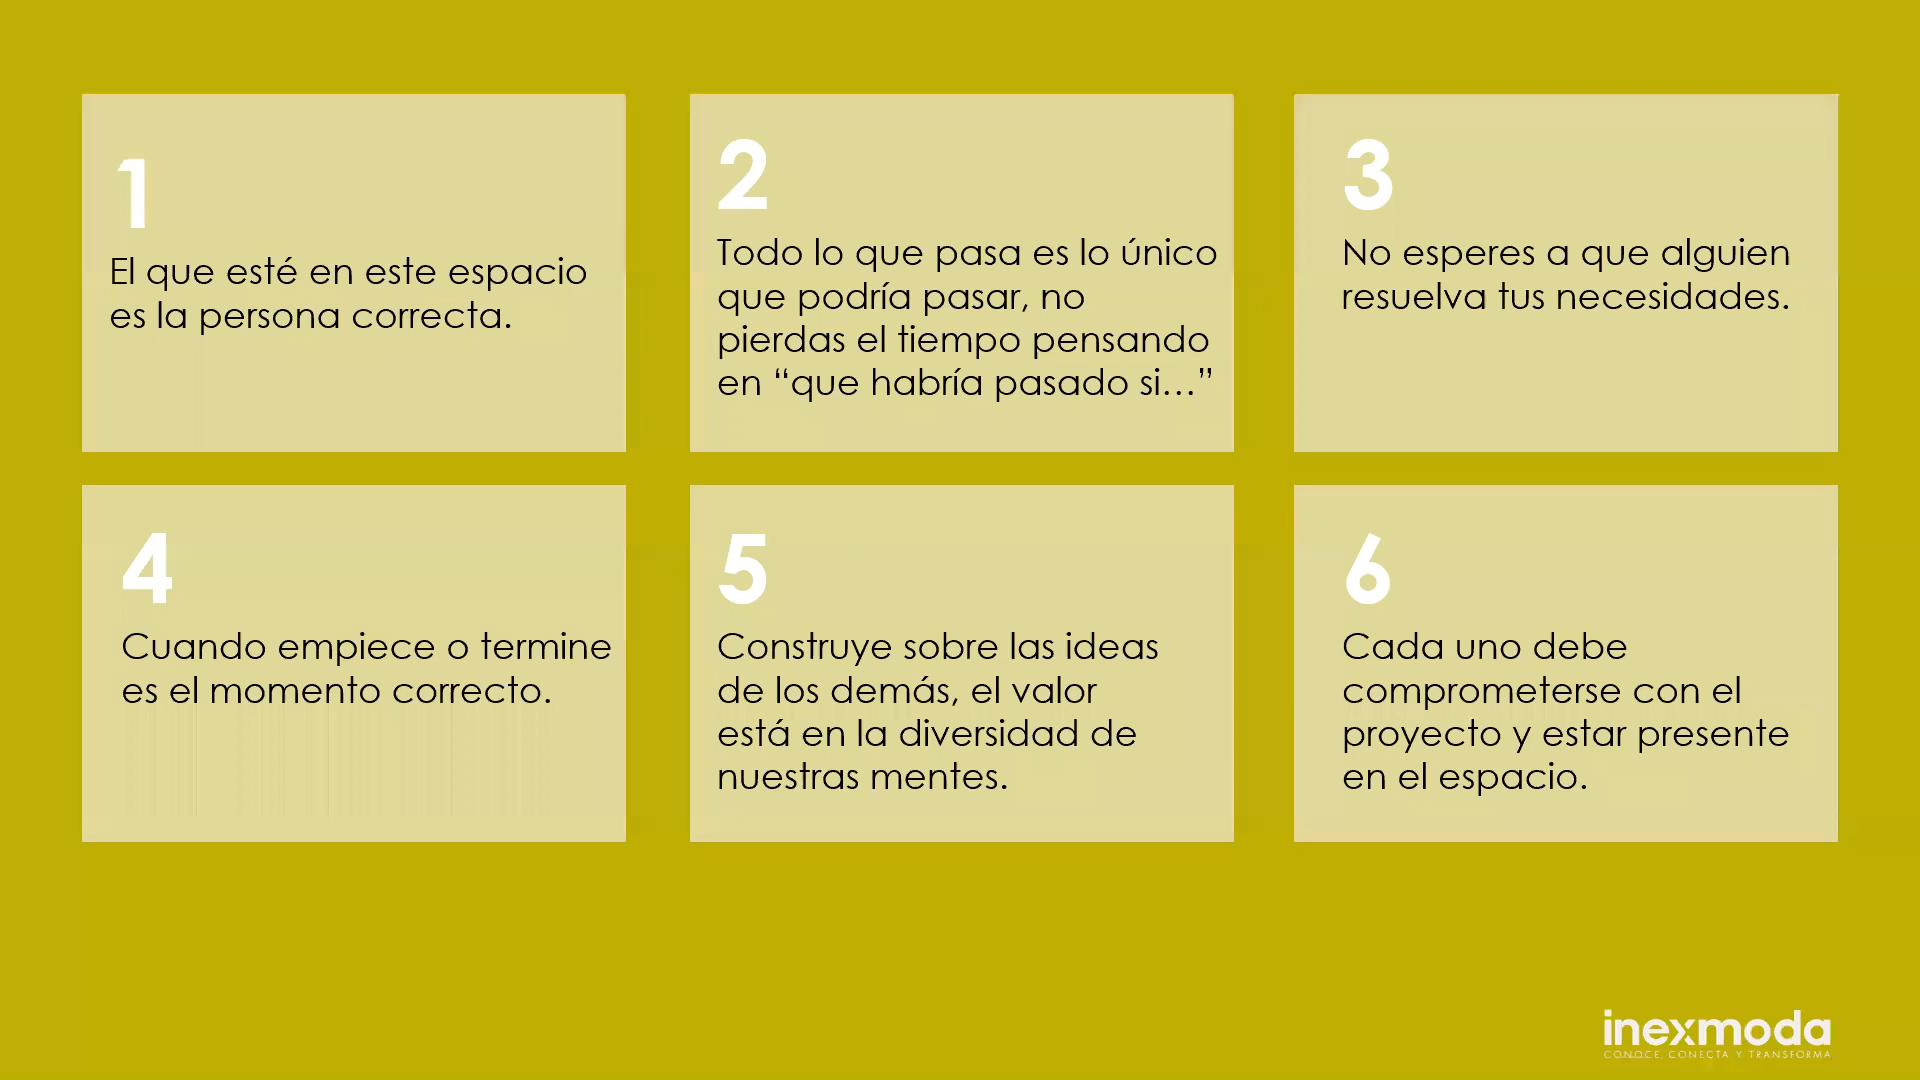 1
El que esté en este espacio
es la persona correcta.
2
Todo lo que pasa es lo único
que podría pasar, no
pierdas el tiempo pensando
en “que habría pasado si…”
3
No esperes a que alguien
resuelva tus necesidades.
4
Cuando empiece o termine
es el momento correcto.
5
Construye sobre las ideas
de los demás, el valor
está en la diversidad de
nuestras mentes.
6
Cada uno debe
comprometerse con el
proyecto y estar presente
en el espacio.
inexmoda
CONOCE, CONECTA Y TRANSFORMA